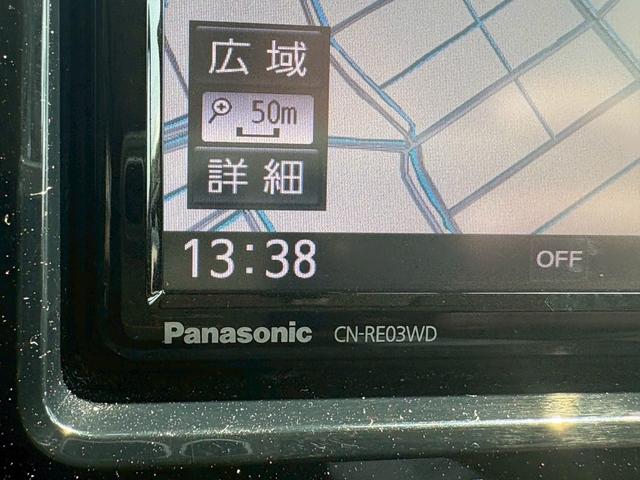 広域
50m
詳細
13:38
OFF
Panasonic CN-RE03WD